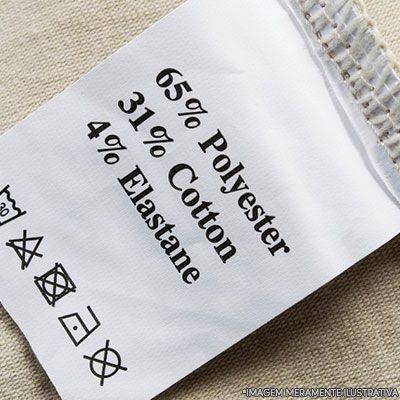 65% Polyester
31% Cotton
4% Elastane
30
*IMAGEM MERAMENTE ILUSTRATIVA